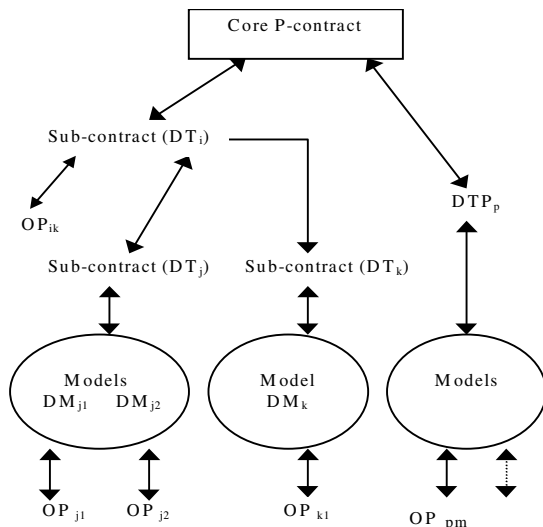 Core P-contract
Sub-contract (DTi)
DTPp
OPik
Sub-contract (DTj) Sub-contract (DTk)
Models Model Models
DMj1 DMj2 DMk
OP j1 OP j2 OP k1 OP pm